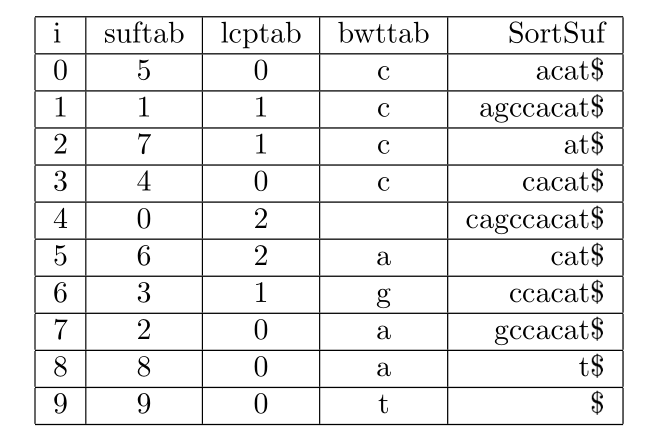 i suftab lcptab bwttab SortSuf
0 5 0 c acat$
1 1 1 c agccacat$
2 7 1 c at$
3 4 0 c cacat$
4 0 2 cagccacat$
5 6 2 a cat$
6 3 1 g ccacat$
7 2 0 a gccacat$
8 8 0 a t$
9 9 0 t $